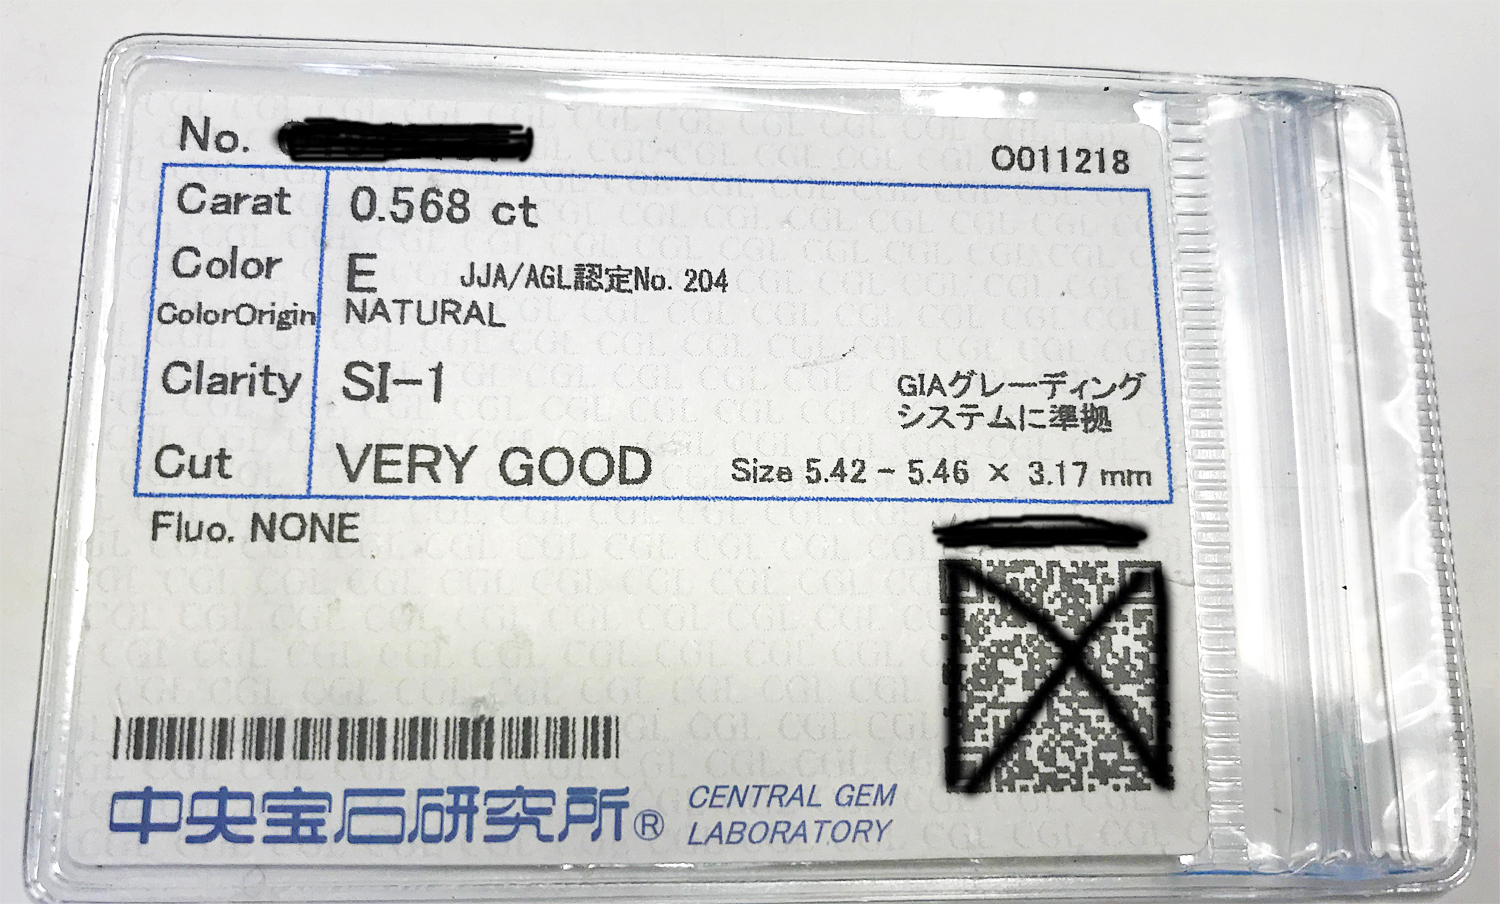 No.
O011218
Carat 0.568 ct
Color E JJA/AGL認定No. 204
ColorOrigin NATURAL
Clarity SI-1
GIAグレーディング
システムに準拠
Cut VERY GOOD Size 5.42 - 5.46 × 3.17 mm
Fluo. NONE
中央宝石研究所®
CENTRAL GEM
LABORATORY